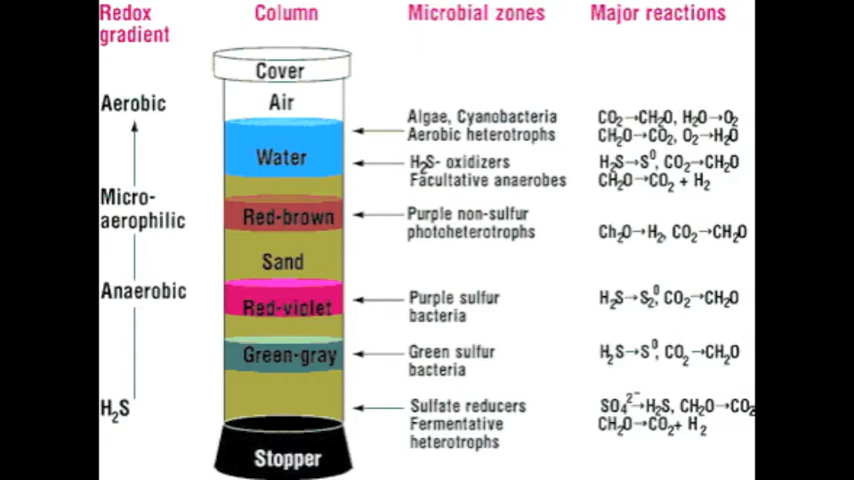 Redox
gradient
Column
Microbial zones
Major reactions
Cover
Air
Aerobic
Algae, Cyanobacteria
Aerobic heterotrophs
CO₂→CH₂O, H₂O→O₂
CH₂O→CO₂, O₂→H₂O
Water
H₂S- oxidizers
Facultative anaerobes
H₂S→S⁰, CO₂→CH₂O
CH₂O→CO₂ + H₂
Micro-
aerophilic
Red-brown
Purple non-sulfur
photoheterotrophs
Ch₂O→H₂, CO₂→CH₂O
Sand
Anaerobic
Red-violet
Purple sulfur
bacteria
H₂S→S₂⁰, CO₂→CH₂O
Green-gray
Green sulfur
bacteria
H₂S→S⁰, CO₂→CH₂O
H₂S
Sulfate reducers
Fermentative
heterotrophs
SO₄²⁻→H₂S, CH₂O→CO₂
CH₂O→CO₂+ H₂
Stopper